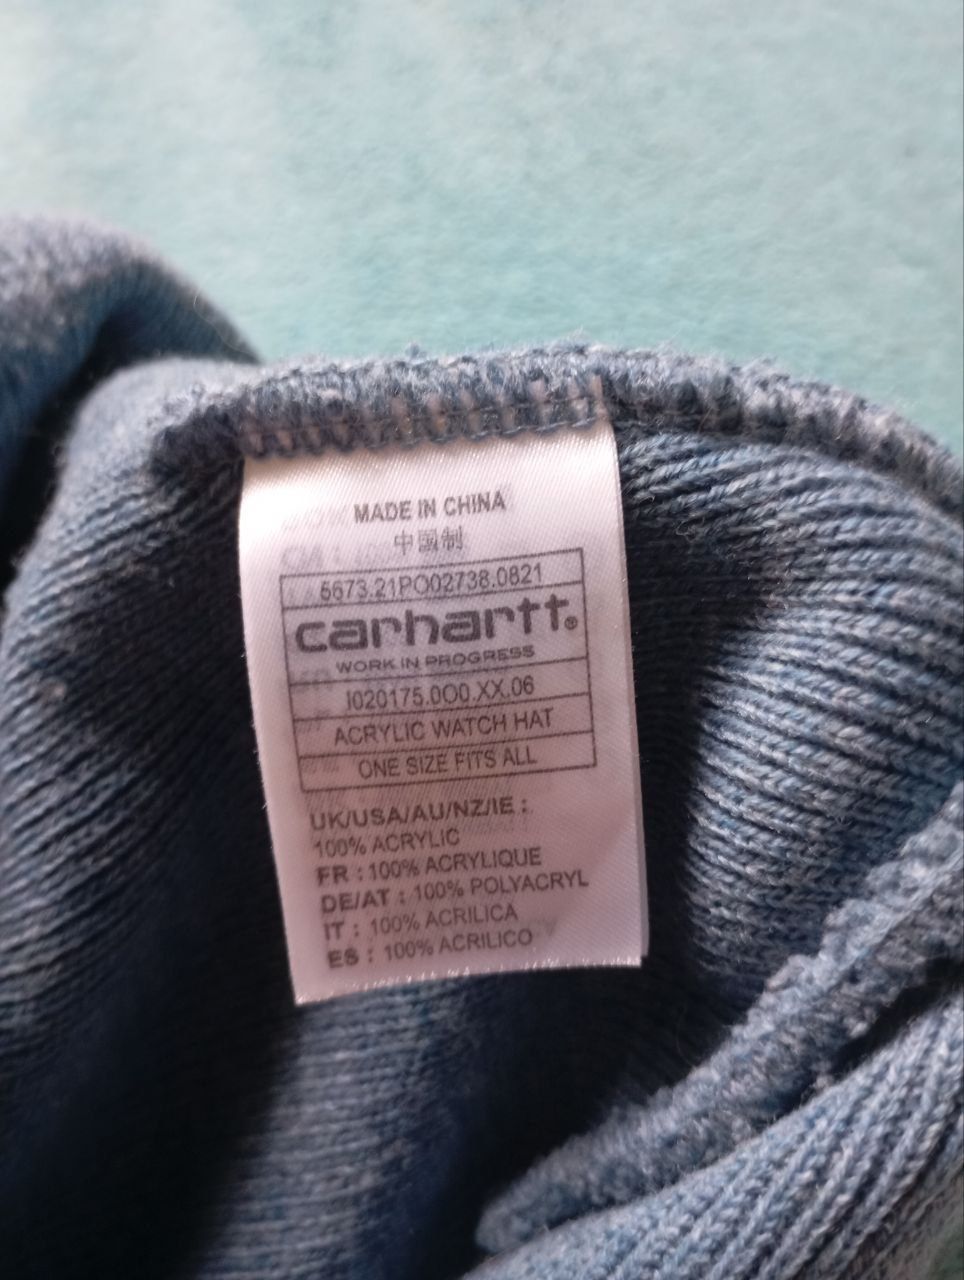 MADE IN CHINA
中国制
5673.21PO02738.0821
carhartt®
WORK IN PROGRESS
I020175.0O0.XX.06
ACRYLIC WATCH HAT
ONE SIZE FITS ALL
UK/USA/AU/NZ/IE :
100% ACRYLIC
FR : 100% ACRYLIQUE
DE/AT : 100% POLYACRYL
IT : 100% ACRILICA
ES : 100% ACRILICO